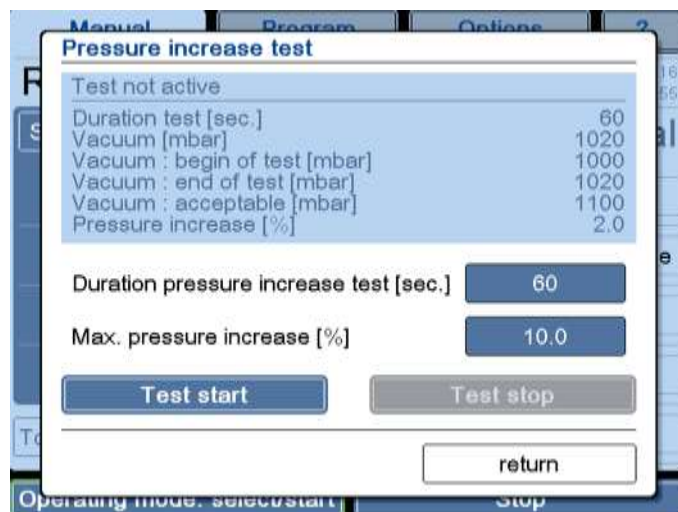 Manual Program Options ?
Pressure increase test
Test not active
Duration test [sec.] 60
Vacuum [mbar] 1020
Vacuum : begin of test [mbar] 1000
Vacuum : end of test [mbar] 1020
Vacuum : acceptable [mbar] 1100
Pressure increase [%] 2.0
Duration pressure increase test [sec.] 60
Max. pressure increase [%] 10.0
Test start Test stop
return
Operating mode: select/start Stop